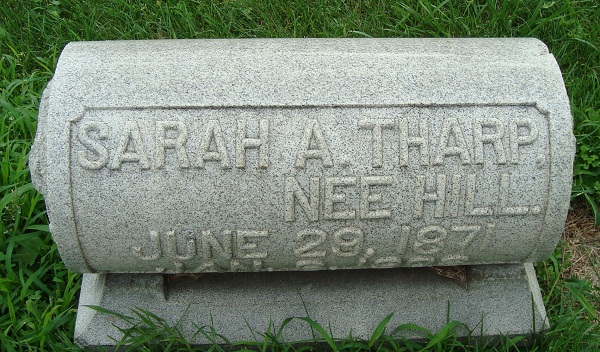 SARAH A. THARP.
NEE HILL.
JUNE 29, 1871